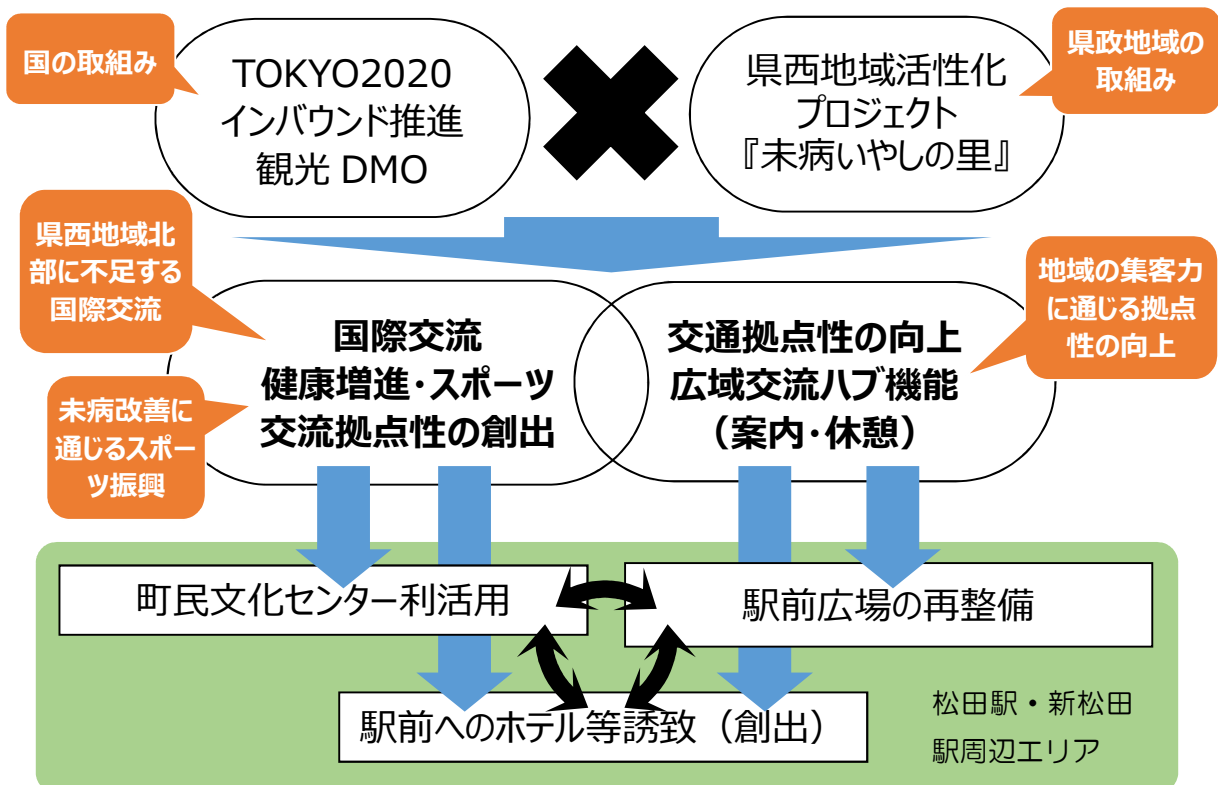 国の取組み
TOKYO2020
インバウンド推進
観光 DMO
県西地域活性化
プロジェクト
『未病いやしの里』
県政地域の
取組み
県西地域北
部に不足する
国際交流
国際交流
健康増進・スポーツ
交流拠点性の創出
未病改善に
通じるスポー
ツ振興
交通拠点性の向上
広域交流ハブ機能
（案内・休憩）
地域の集客力
に通じる拠点
性の向上
町民文化センター利活用
駅前広場の再整備
駅前へのホテル等誘致（創出）
松田駅・新松田
駅周辺エリア